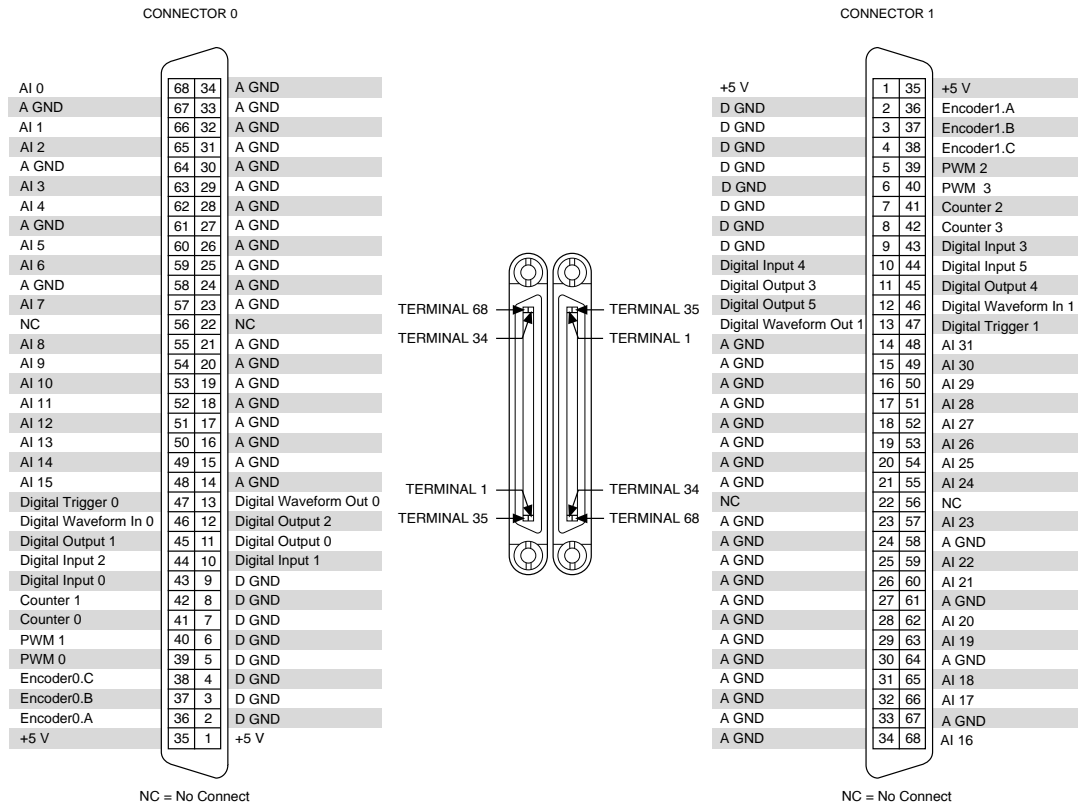 CONNECTOR 0
AI 0 68 34 A GND
A GND 67 33 A GND
AI 1 66 32 A GND
AI 2 65 31 A GND
A GND 64 30 A GND
AI 3 63 29 A GND
AI 4 62 28 A GND
A GND 61 27 A GND
AI 5 60 26 A GND
AI 6 59 25 A GND
A GND 58 24 A GND
AI 7 57 23 A GND
NC 56 22 NC
AI 8 55 21 A GND
AI 9 54 20 A GND
AI 10 53 19 A GND
AI 11 52 18 A GND
AI 12 51 17 A GND
AI 13 50 16 A GND
AI 14 49 15 A GND
AI 15 48 14 A GND
Digital Trigger 0 47 13 Digital Waveform Out 0
Digital Waveform In 0 46 12 Digital Output 2
Digital Output 1 45 11 Digital Output 0
Digital Input 2 44 10 Digital Input 1
Digital Input 0 43 9 D GND
Counter 1 42 8 D GND
Counter 0 41 7 D GND
PWM 1 40 6 D GND
PWM 0 39 5 D GND
Encoder0.C 38 4 D GND
Encoder0.B 37 3 D GND
Encoder0.A 36 2 D GND
+5 V 35 1 +5 V
NC = No Connect
TERMINAL 68
TERMINAL 34
TERMINAL 35
TERMINAL 1
TERMINAL 1
TERMINAL 35
TERMINAL 34
TERMINAL 68
CONNECTOR 1
+5 V 1 35 +5 V
D GND 2 36 Encoder1.A
D GND 3 37 Encoder1.B
D GND 4 38 Encoder1.C
D GND 5 39 PWM 2
D GND 6 40 PWM 3
D GND 7 41 Counter 2
D GND 8 42 Counter 3
D GND 9 43 Digital Input 3
Digital Input 4 10 44 Digital Input 5
Digital Output 3 11 45 Digital Output 4
Digital Output 5 12 46 Digital Waveform In 1
Digital Waveform Out 1 13 47 Digital Trigger 1
A GND 14 48 AI 31
A GND 15 49 AI 30
A GND 16 50 AI 29
A GND 17 51 AI 28
A GND 18 52 AI 27
A GND 19 53 AI 26
A GND 20 54 AI 25
A GND 21 55 AI 24
NC 22 56 NC
A GND 23 57 AI 23
A GND 24 58 A GND
A GND 25 59 AI 22
A GND 26 60 AI 21
A GND 27 61 A GND
A GND 28 62 AI 20
A GND 29 63 AI 19
A GND 30 64 A GND
A GND 31 65 AI 18
A GND 32 66 AI 17
A GND 33 67 A GND
A GND 34 68 AI 16
NC = No Connect